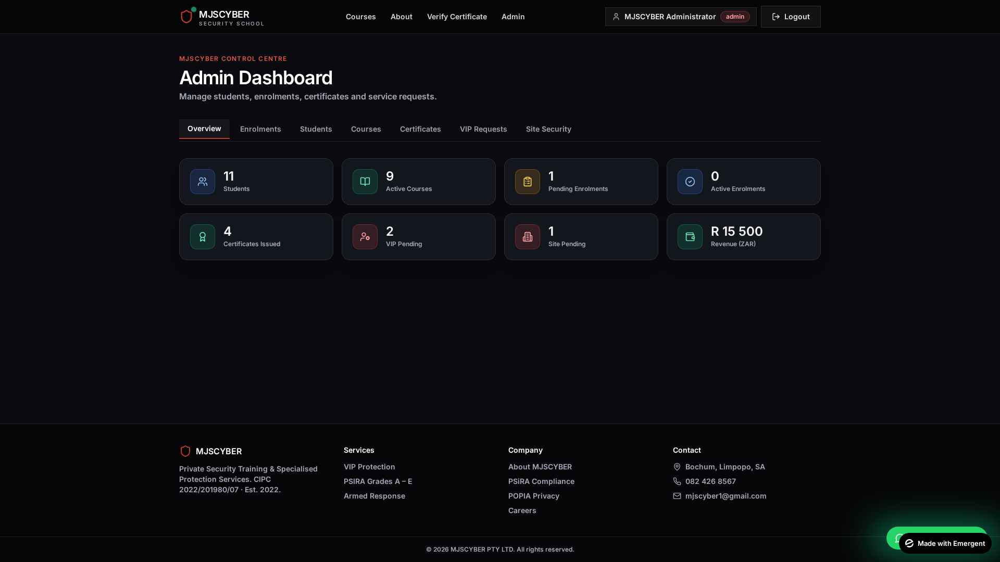 MJSCYBER
SECURITY SCHOOL
Courses
About
Verify Certificate
Admin
MJSCYBER Administrator
admin
Logout
MJSCYBER CONTROL CENTRE
Admin Dashboard
Manage students, enrolments, certificates and service requests.
Overview
Enrolments
Students
Courses
Certificates
VIP Requests
Site Security
11
Students
9
Active Courses
1
Pending Enrolments
0
Active Enrolments
4
Certificates Issued
2
VIP Pending
1
Site Pending
R 15 500
Revenue (ZAR)
MJSCYBER
Private Security Training & Specialised
Protection Services. CIPC
2022/201980/07 · Est. 2022.
Services
VIP Protection
PSIRA Grades A – E
Armed Response
Company
About MJSCYBER
PSiRA Compliance
POPIA Privacy
Careers
Contact
Bochum, Limpopo, SA
082 426 8567
mjscyber1@gmail.com
© 2026 MJSCYBER PTY LTD. All rights reserved.
Made with Emergent